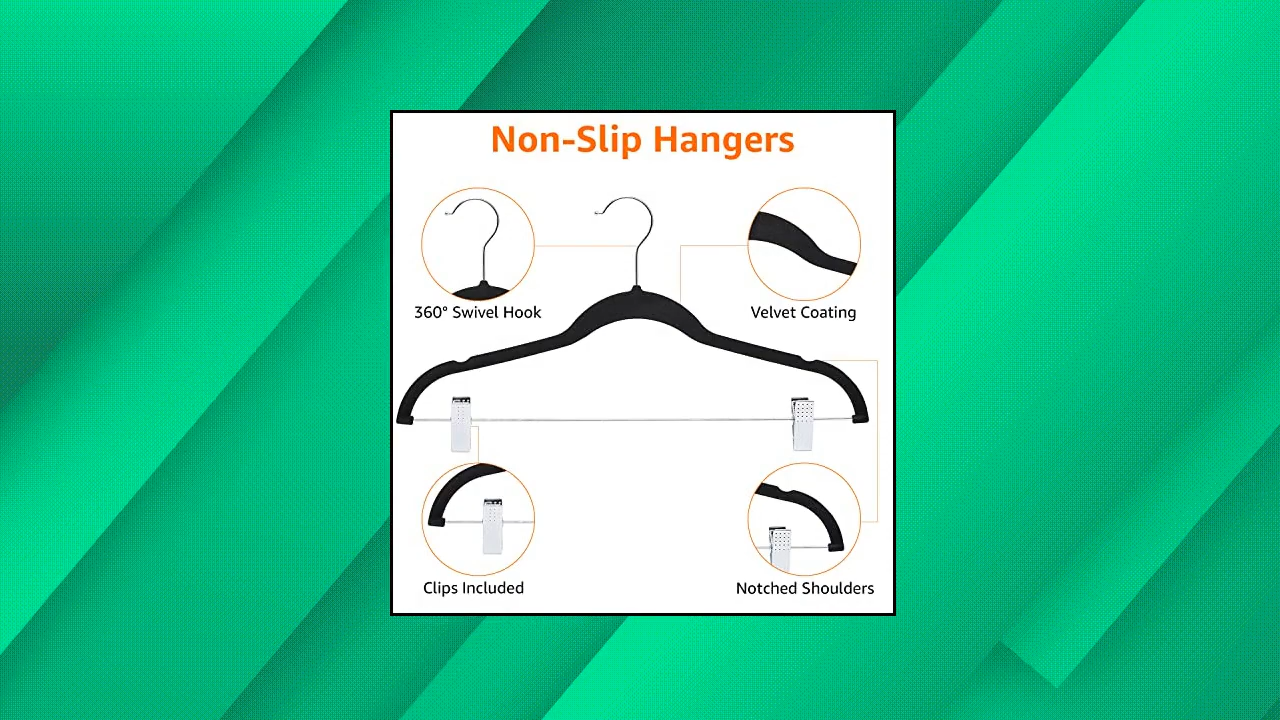 Non-Slip Hangers
360° Swivel Hook
Velvet Coating
Clips Included
Notched Shoulders